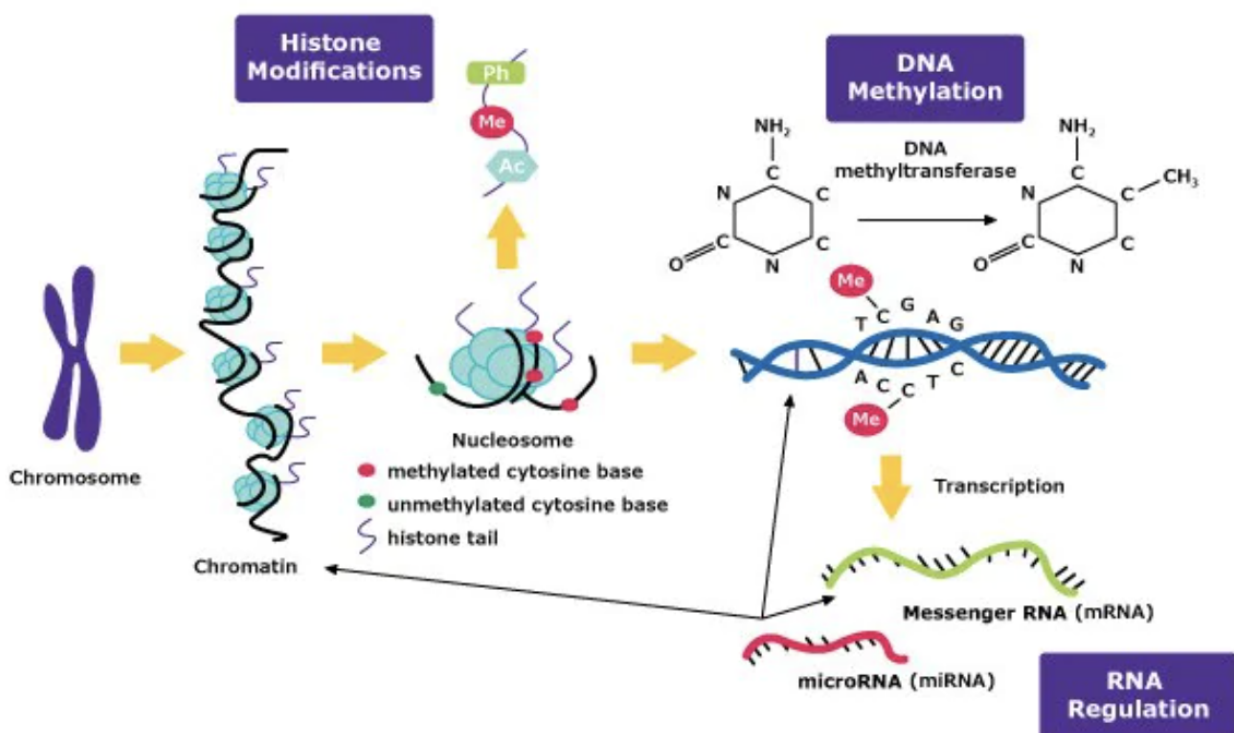 Histone
Modifications
DNA
Methylation
Ph
Me
Ac
NH₂
C
N
C
C
C
N
O
DNA
methyltransferase
NH₂
C
N
C
CH₃
C
C
N
O
Me
T C G A G
A C C T C
Me
Chromosome
Chromatin
Nucleosome
methylated cytosine base
unmethylated cytosine base
histone tail
Transcription
Messenger RNA (mRNA)
microRNA (miRNA)
RNA
Regulation